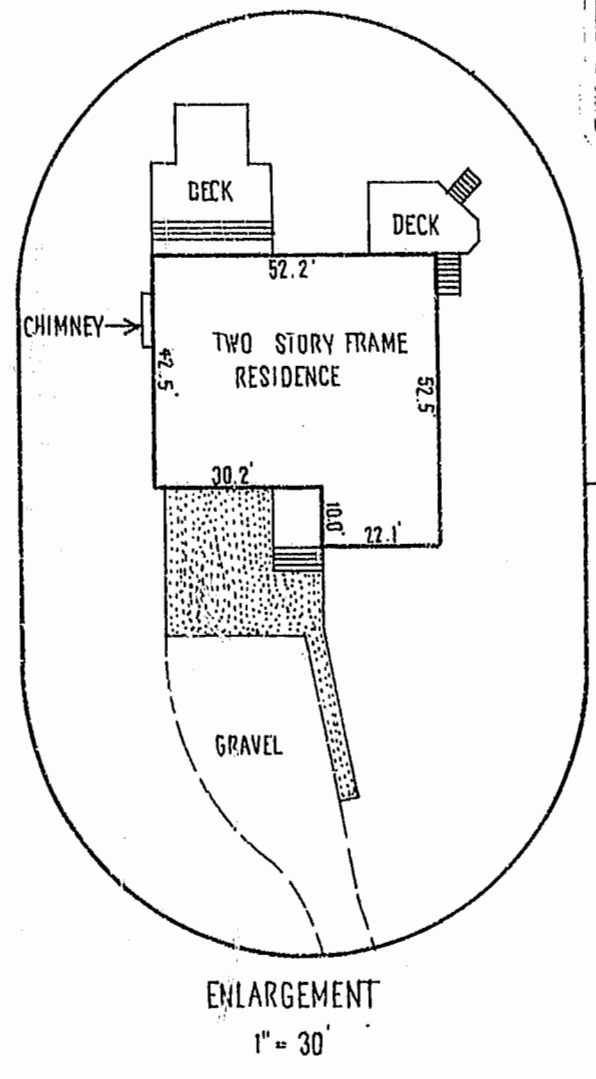 DECK
DECK
52.2'
CHIMNEY
TWO STORY FRAME
RESIDENCE
42.5'
52.5'
30.2'
10.0'
22.1'
GRAVEL
ENLARGEMENT
1" = 30'